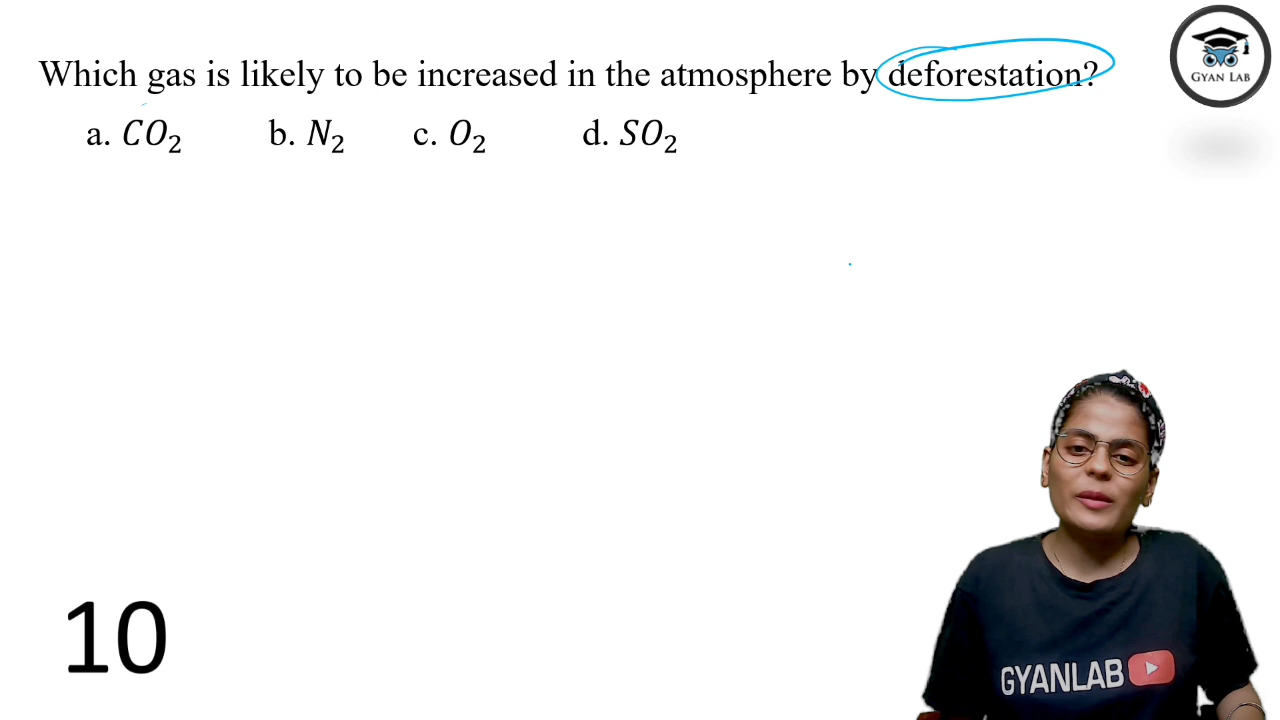 Which gas is likely to be increased in the atmosphere by deforestation?
a. CO₂ b. N₂ c. O₂ d. SO₂
GYAN LAB
GYANLAB
10